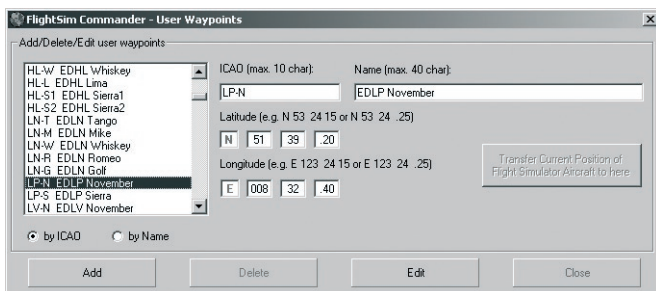 FlightSim Commander - User Waypoints
Add/Delete/Edit user waypoints
HL-W EDHL Whiskey
HL-L EDHL Lima
HL-S1 EDHL Sierra1
HL-S2 EDHL Sierra2
LN-T EDLN Tango
LN-M EDLN Mike
LN-W EDLN Whiskey
LN-R EDLN Romeo
LN-G EDLN Golf
LP-N EDLP November
LP-S EDLP Sierra
LV-N EDLV November
by ICAO by Name
ICAO (max. 10 char): Name (max. 40 char):
LP-N EDLP November
Latitude (e.g. N 53 24 15 or N 53 24 .25)
N 51 39 .20
Longitude (e.g. E 123 24 15 or E 123 24 .25)
E 008 32 .40
Transfer Current Position of
Flight Simulator Aircraft to here
Add Delete Edit Close